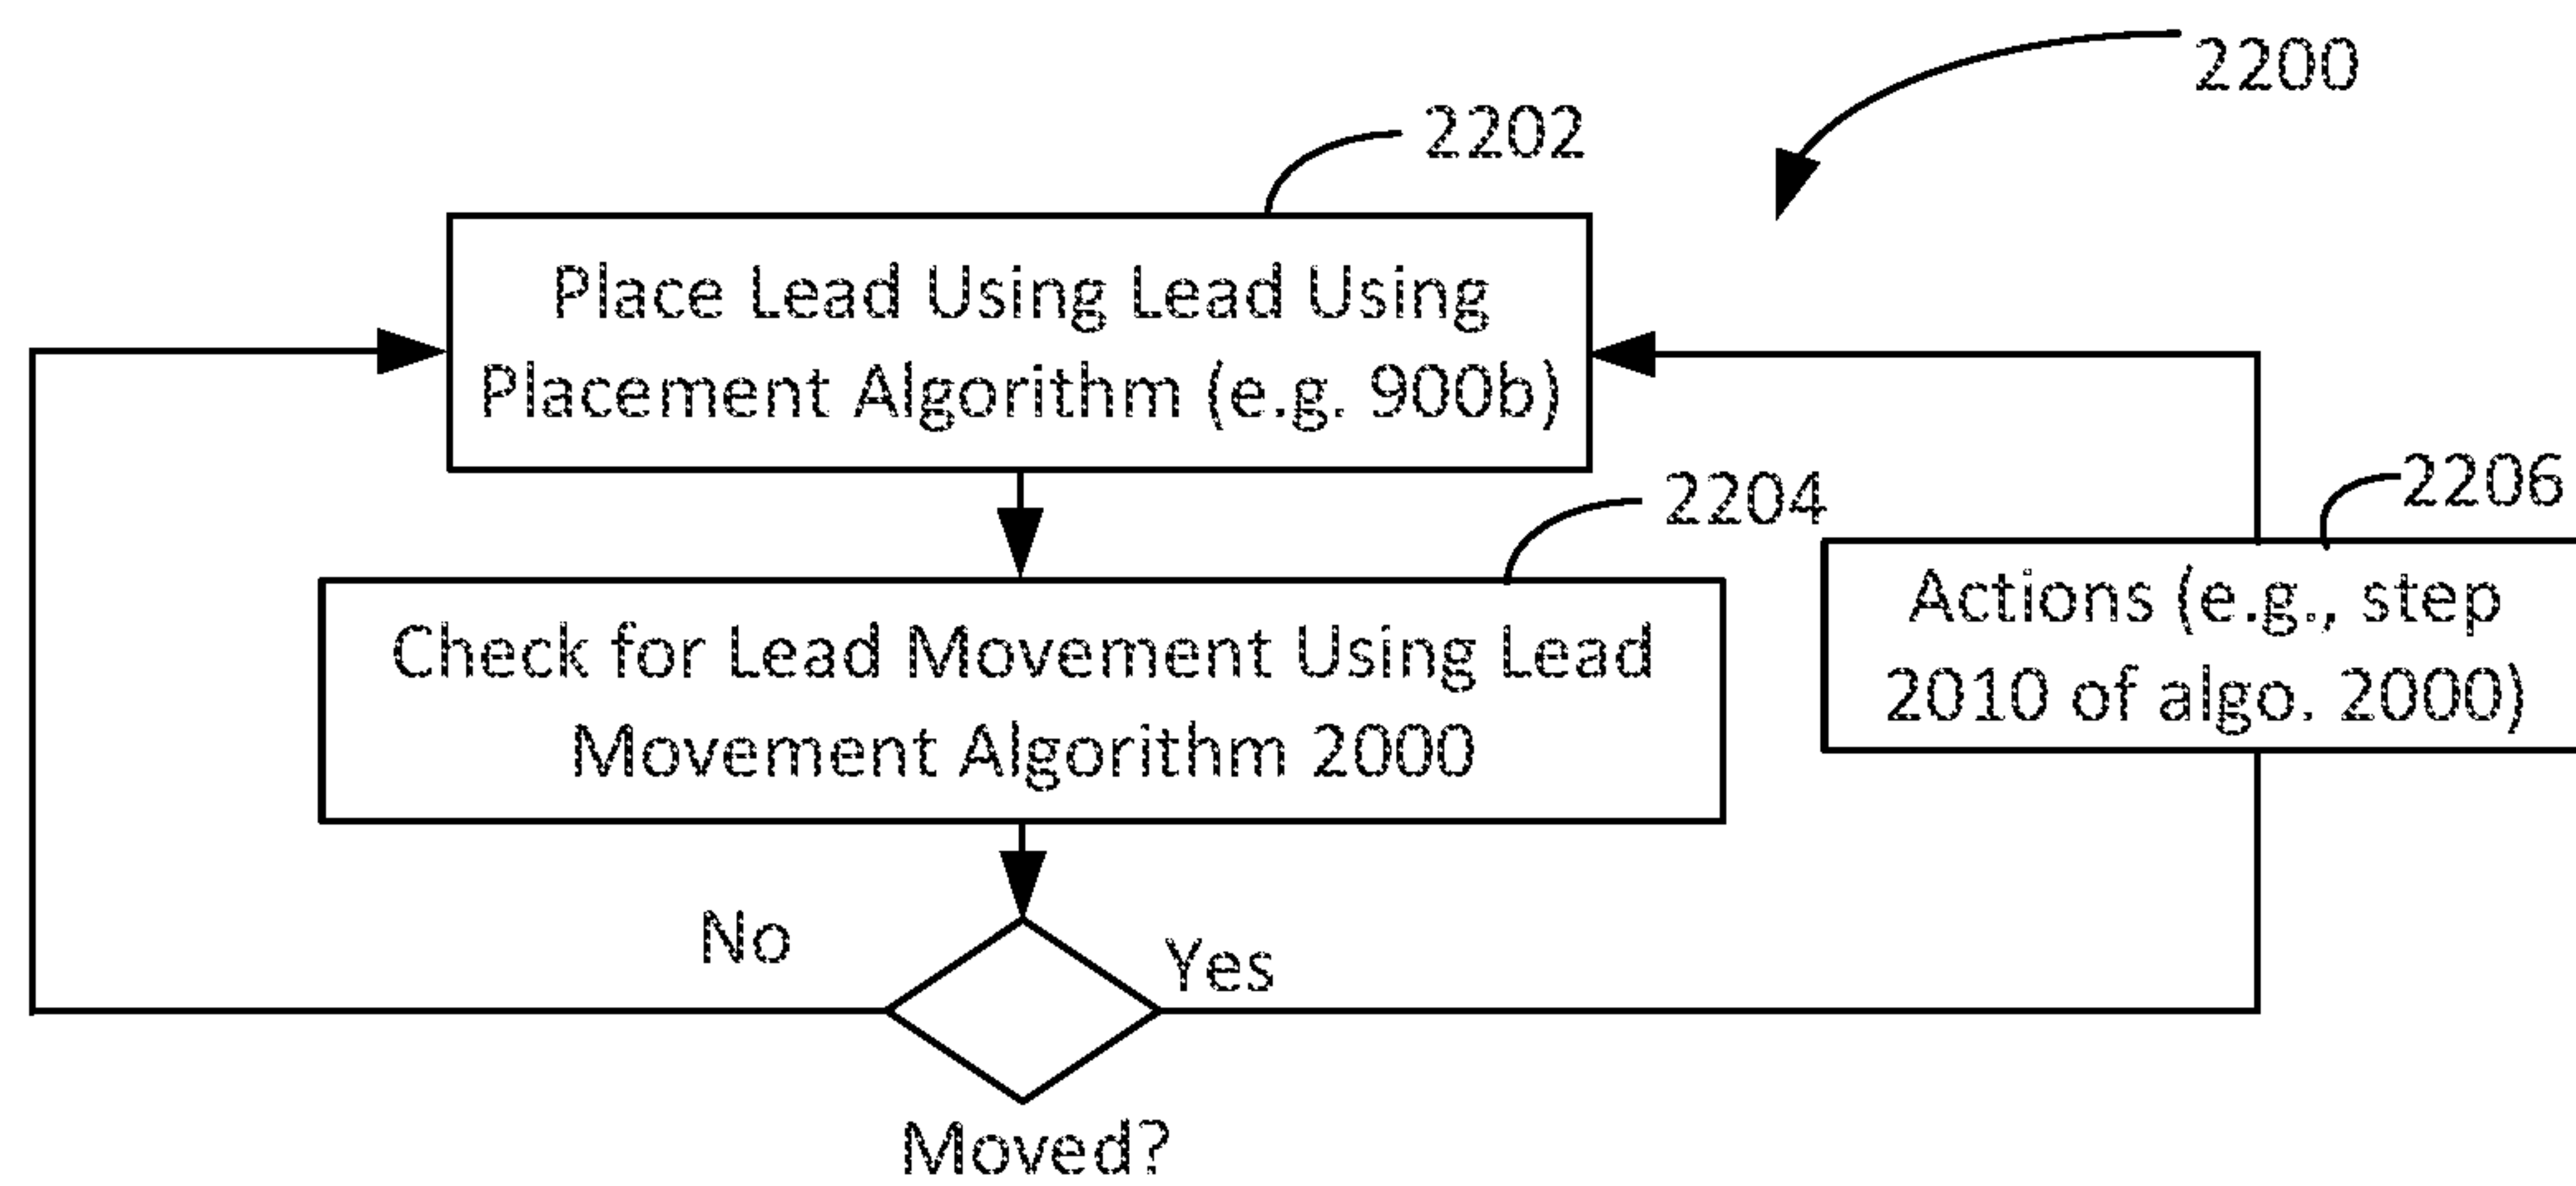 2200
2202
Place Lead Using Lead Using
Placement Algorithm (e.g. 900b)
2204
2206
Check for Lead Movement Using Lead
Movement Algorithm 2000
Actions (e.g., step
2010 of algo. 2000)
No
Yes
Moved?